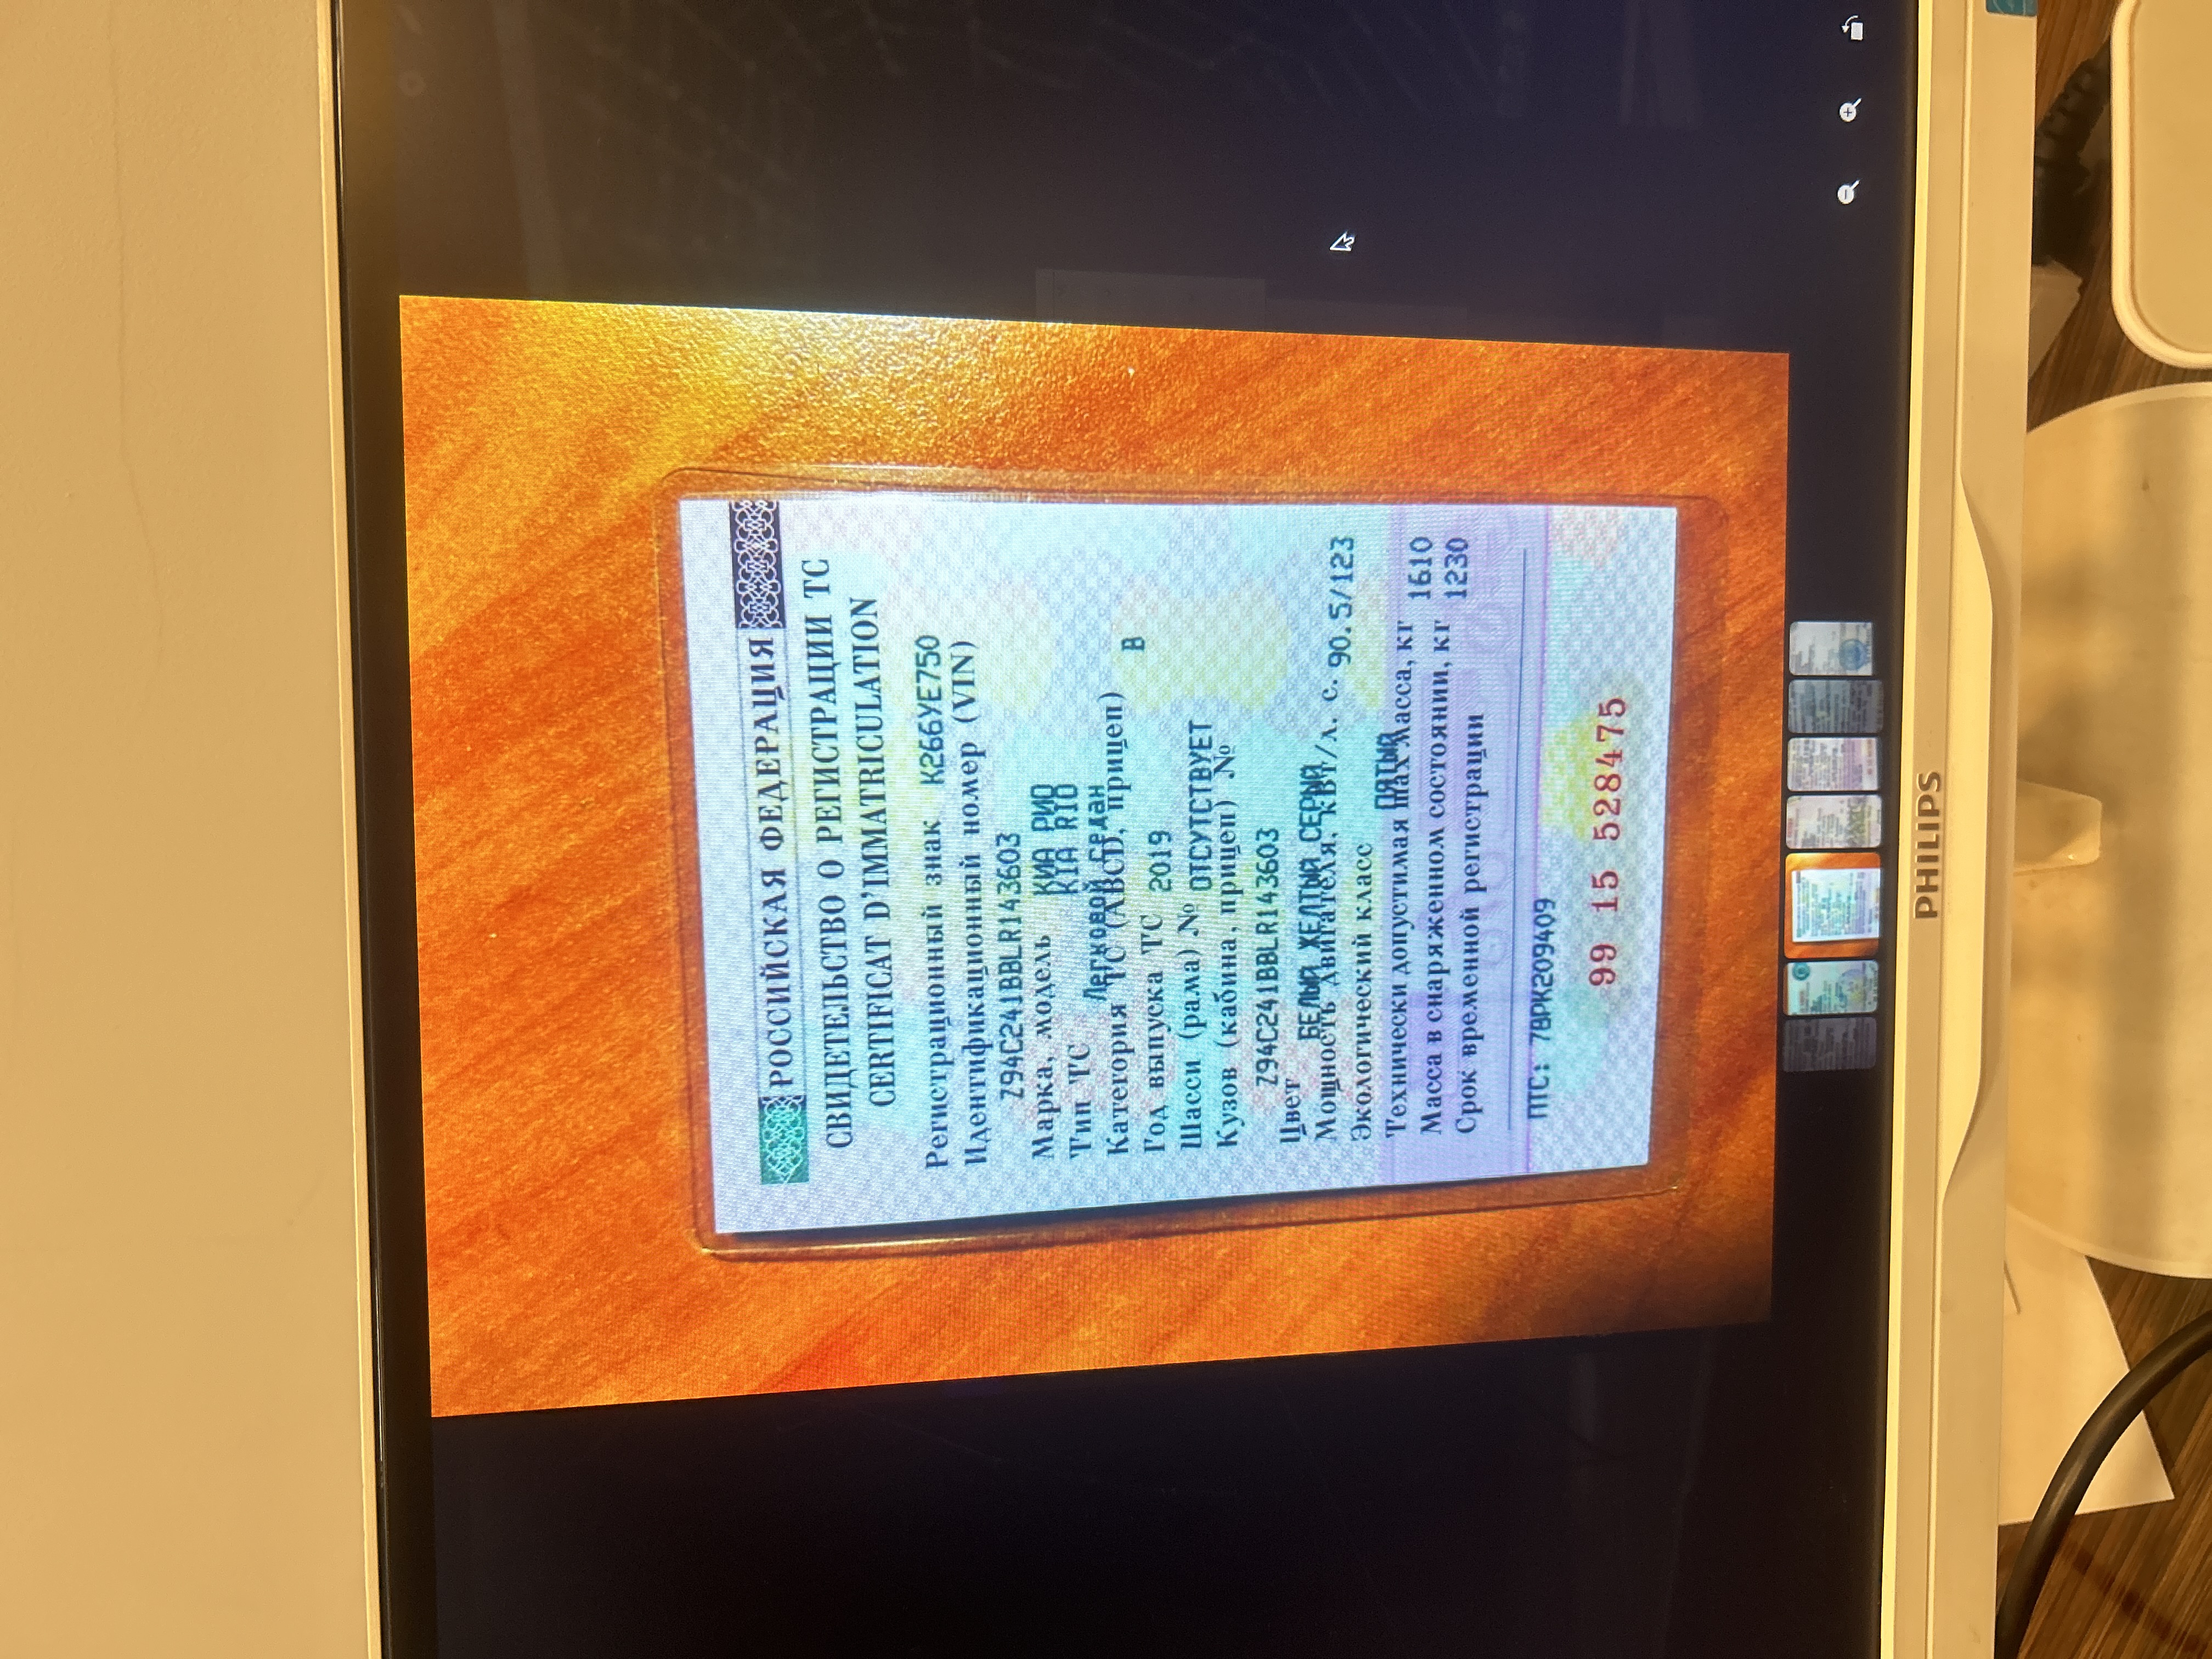 РОССИЙСКАЯ ФЕДЕРАЦИЯ
СВИДЕТЕЛЬСТВО О РЕГИСТРАЦИИ ТС
CERTIFICAT D'IMMATRICULATION
Регистрационный знак К266УЕ750
Идентификационный номер (VIN)
Z94C241BBLR143603
Марка, модель КИА РИО
KIA RIO
Тип ТС
Легковой седан
Категория ТС (ABCD, прицеп) В
Год выпуска ТС 2019
Шасси (рама) № ОТСУТСТВУЕТ
Кузов (кабина, прицеп) №
Z94C241BBLR143603
Цвет
БЕЛЫЙ ЖЕЛТЫЙ СЕРЫЙ
Мощность двигателя, кВт/л. с. 90.5/123
Экологический класс
ПЯТЫЙ
Технически допустимая max масса, кг 1610
Масса в снаряженном состоянии, кг 1230
Срок временной регистрации
ПТС: 78РК209409
99 15 528475
PHILIPS